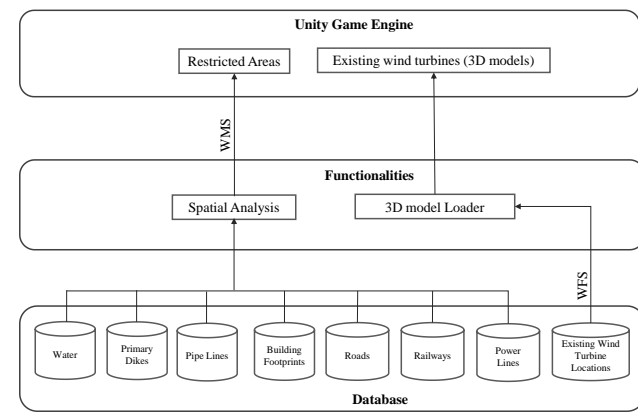 Unity Game Engine
Restricted Areas
Existing wind turbines (3D models)
WMS
Functionalities
Spatial Analysis
3D model Loader
WFS
Water
Primary
Dikes
Pipe Lines
Building
Footprints
Roads
Railways
Power
Lines
Existing Wind
Turbine
Locations
Database